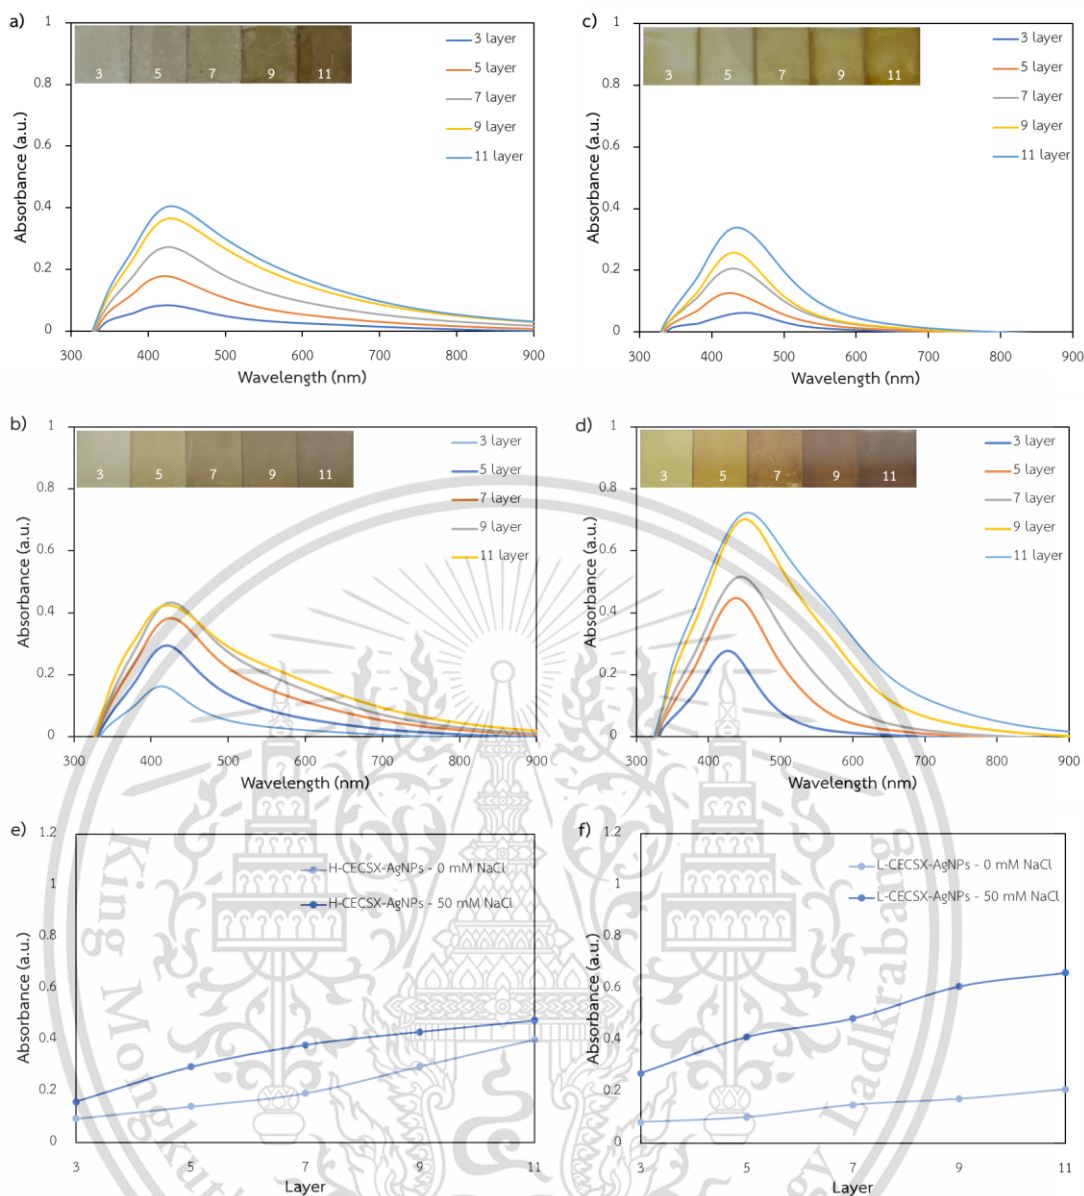 a)
1
0.8
0.6
0.4
0.2
0
Absorbance (a.u.)
3 5 7 9 11
3 layer
5 layer
7 layer
9 layer
11 layer
300 400 500 600 700 800 900
Wavelength (nm)
c)
1
0.8
0.6
0.4
0.2
0
Absorbance (a.u.)
3 5 7 9 11
3 layer
5 layer
7 layer
9 layer
11 layer
300 400 500 600 700 800 900
Wavelength (nm)
b)
1
0.8
0.6
0.4
0.2
0
Absorbance (a.u.)
3 5 7 9 11
3 layer
5 layer
7 layer
9 layer
11 layer
300 400 500 600 700 800 900
Wavelength (nm)
d)
1
0.8
0.6
0.4
0.2
0
Absorbance (a.u.)
3 5 7 9 11
3 layer
5 layer
7 layer
9 layer
11 layer
300 400 500 600 700 800 900
Wavelength (nm)
e)
1.2
1
0.8
0.6
0.4
0.2
0
Absorbance (a.u.)
H-CECSX-AgNPs - 0 mM NaCl
H-CECSX-AgNPs - 50 mM NaCl
3 5 7 9 11
Layer
f)
1.2
1
0.8
0.6
0.4
0.2
0
Absorbance (a.u.)
L-CECSX-AgNPs - 0 mM NaCl
L-CECSX-AgNPs - 50 mM NaCl
3 5 7 9 11
Layer
King Mongkut
Ladkrabang